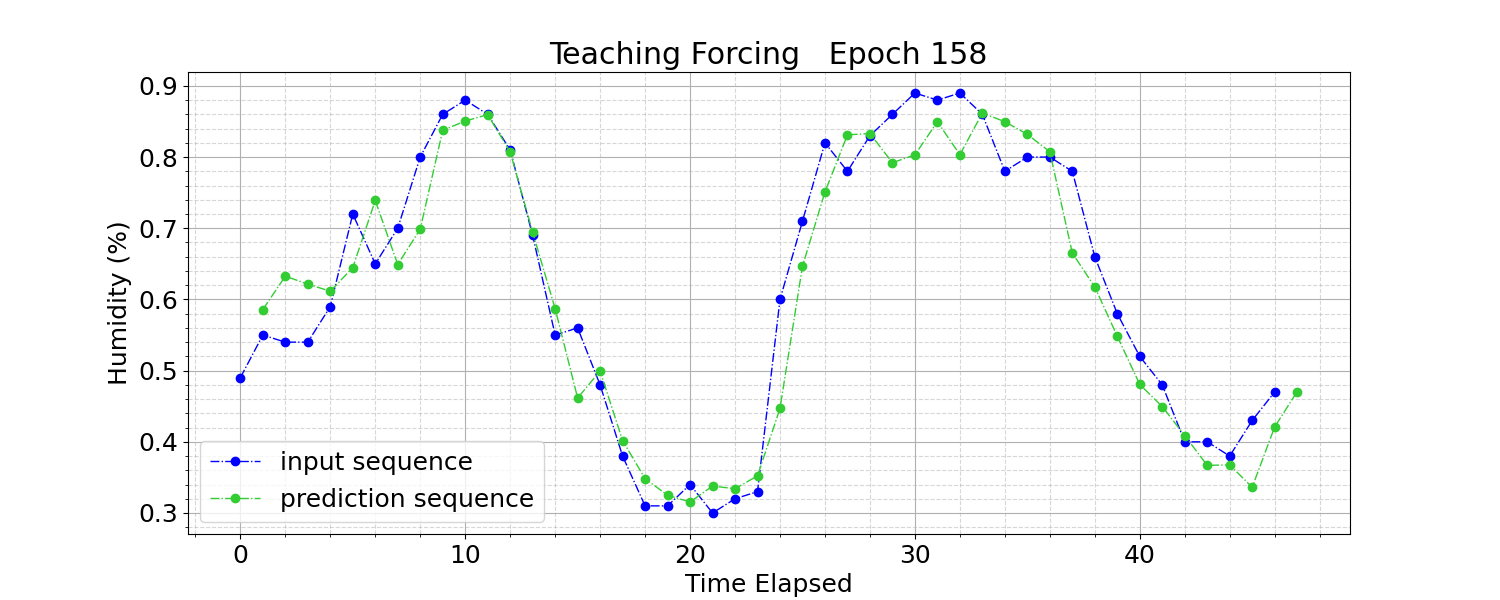 Teaching Forcing   Epoch 158
0.9
0.8
0.7
0.6
0.5
0.4
0.3
Humidity (%)
input sequence
prediction sequence
0 10 20 30 40
Time Elapsed